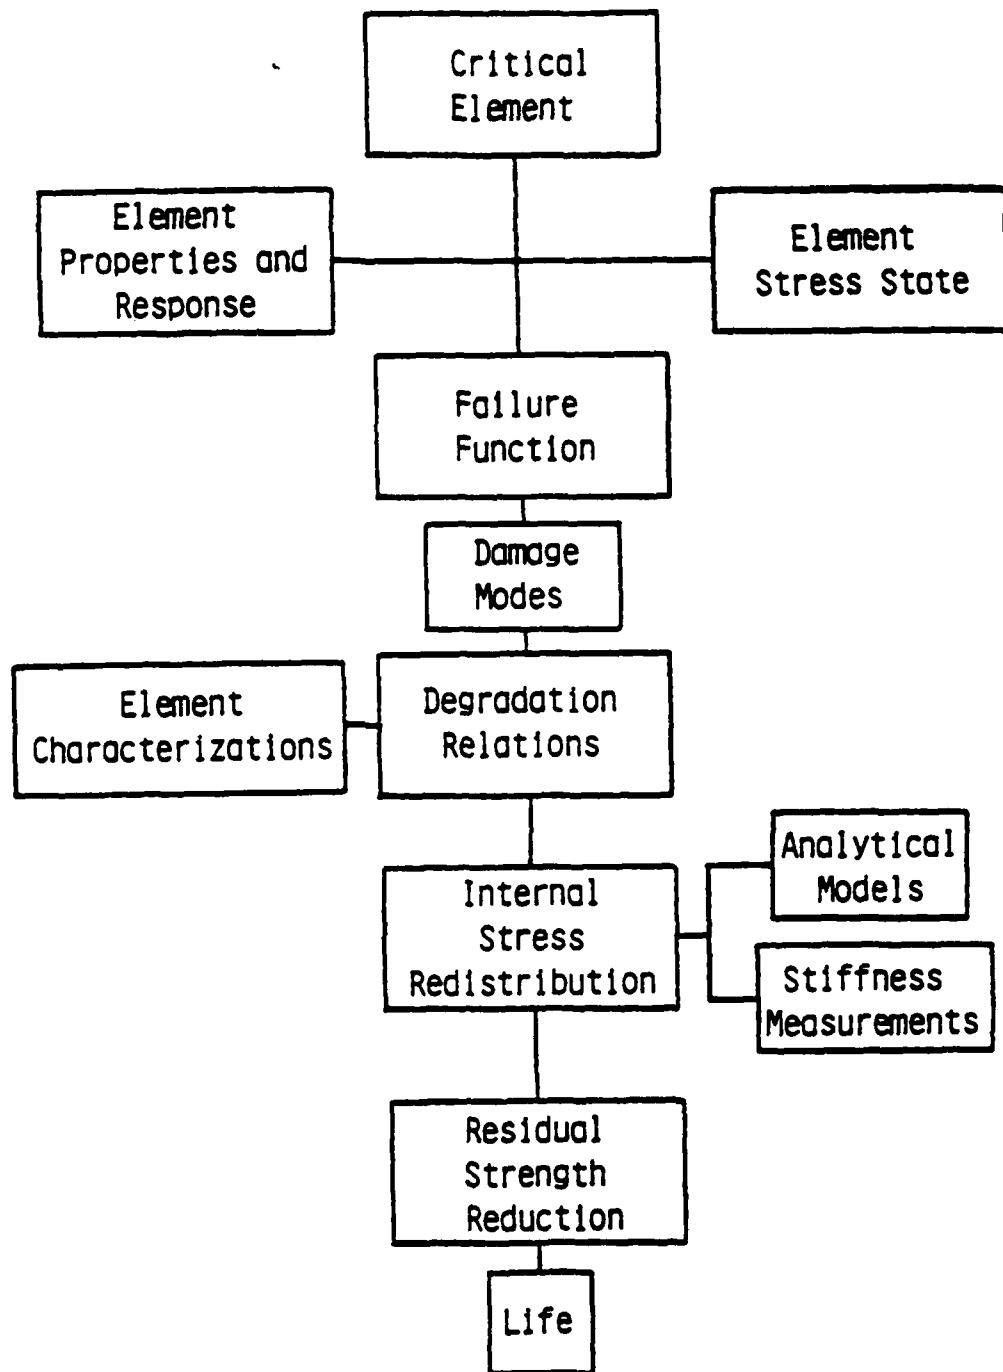 Critical
Element
Element
Properties and
Response
Element
Stress State
Failure
Function
Damage
Modes
Element
Characterizations
Degradation
Relations
Internal
Stress
Redistribution
Analytical
Models
Stiffness
Measurements
Residual
Strength
Reduction
Life